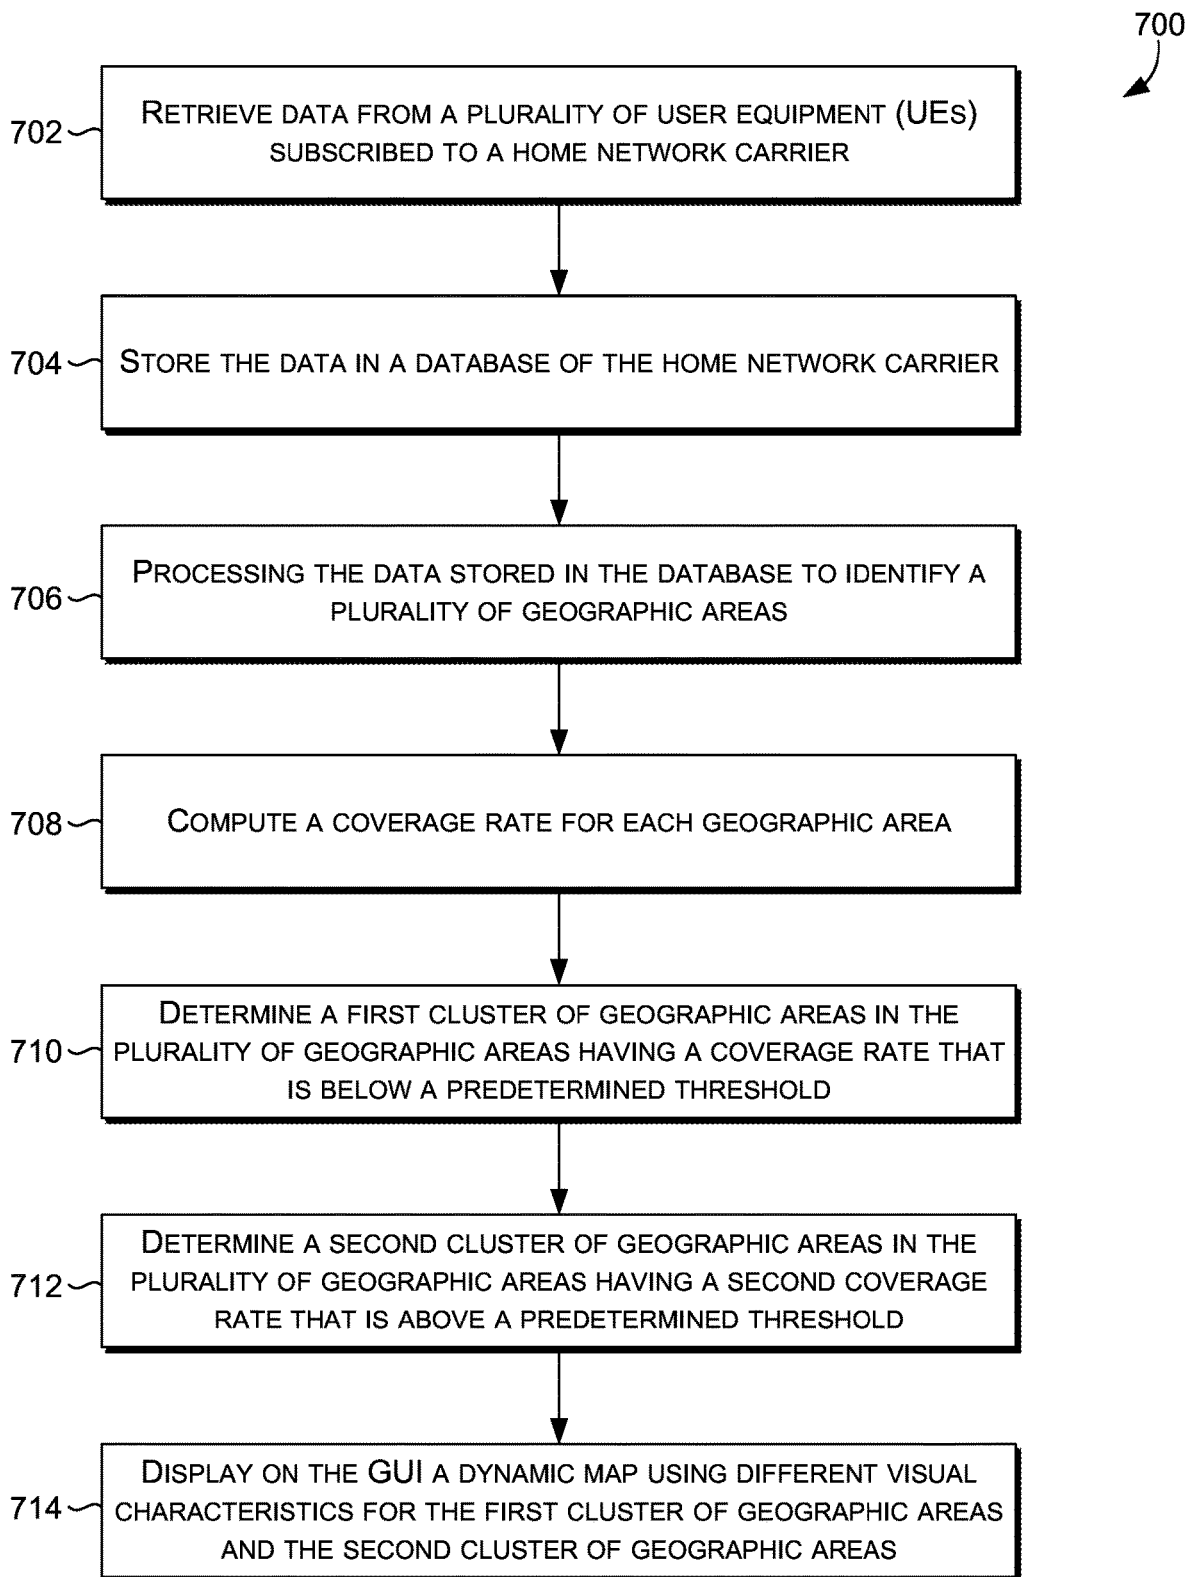 700
702
RETRIEVE DATA FROM A PLURALITY OF USER EQUIPMENT (UES)
SUBSCRIBED TO A HOME NETWORK CARRIER
704
STORE THE DATA IN A DATABASE OF THE HOME NETWORK CARRIER
706
PROCESSING THE DATA STORED IN THE DATABASE TO IDENTIFY A
PLURALITY OF GEOGRAPHIC AREAS
708
COMPUTE A COVERAGE RATE FOR EACH GEOGRAPHIC AREA
710
DETERMINE A FIRST CLUSTER OF GEOGRAPHIC AREAS IN THE
PLURALITY OF GEOGRAPHIC AREAS HAVING A COVERAGE RATE THAT
IS BELOW A PREDETERMINED THRESHOLD
712
DETERMINE A SECOND CLUSTER OF GEOGRAPHIC AREAS IN THE
PLURALITY OF GEOGRAPHIC AREAS HAVING A SECOND COVERAGE
RATE THAT IS ABOVE A PREDETERMINED THRESHOLD
714
DISPLAY ON THE GUI A DYNAMIC MAP USING DIFFERENT VISUAL
CHARACTERISTICS FOR THE FIRST CLUSTER OF GEOGRAPHIC AREAS
AND THE SECOND CLUSTER OF GEOGRAPHIC AREAS